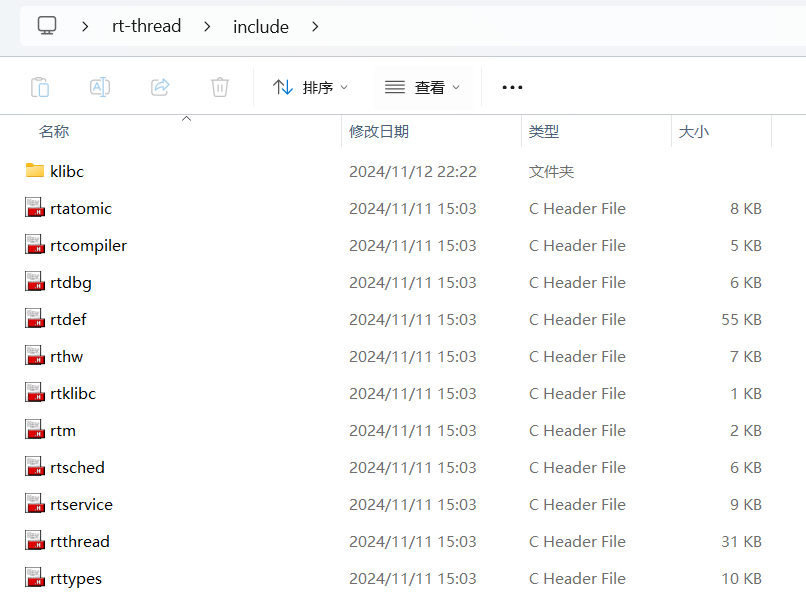 rt-thread > include >
排序 查看
名称 修改日期 类型 大小
klibc 2024/11/12 22:22 文件夹
rtatomic 2024/11/11 15:03 C Header File 8 KB
rtcompiler 2024/11/11 15:03 C Header File 5 KB
rtdbg 2024/11/11 15:03 C Header File 6 KB
rtdef 2024/11/11 15:03 C Header File 55 KB
rthw 2024/11/11 15:03 C Header File 7 KB
rtklibc 2024/11/11 15:03 C Header File 1 KB
rtm 2024/11/11 15:03 C Header File 2 KB
rtsched 2024/11/11 15:03 C Header File 6 KB
rtservice 2024/11/11 15:03 C Header File 9 KB
rtthread 2024/11/11 15:03 C Header File 31 KB
rttypes 2024/11/11 15:03 C Header File 10 KB